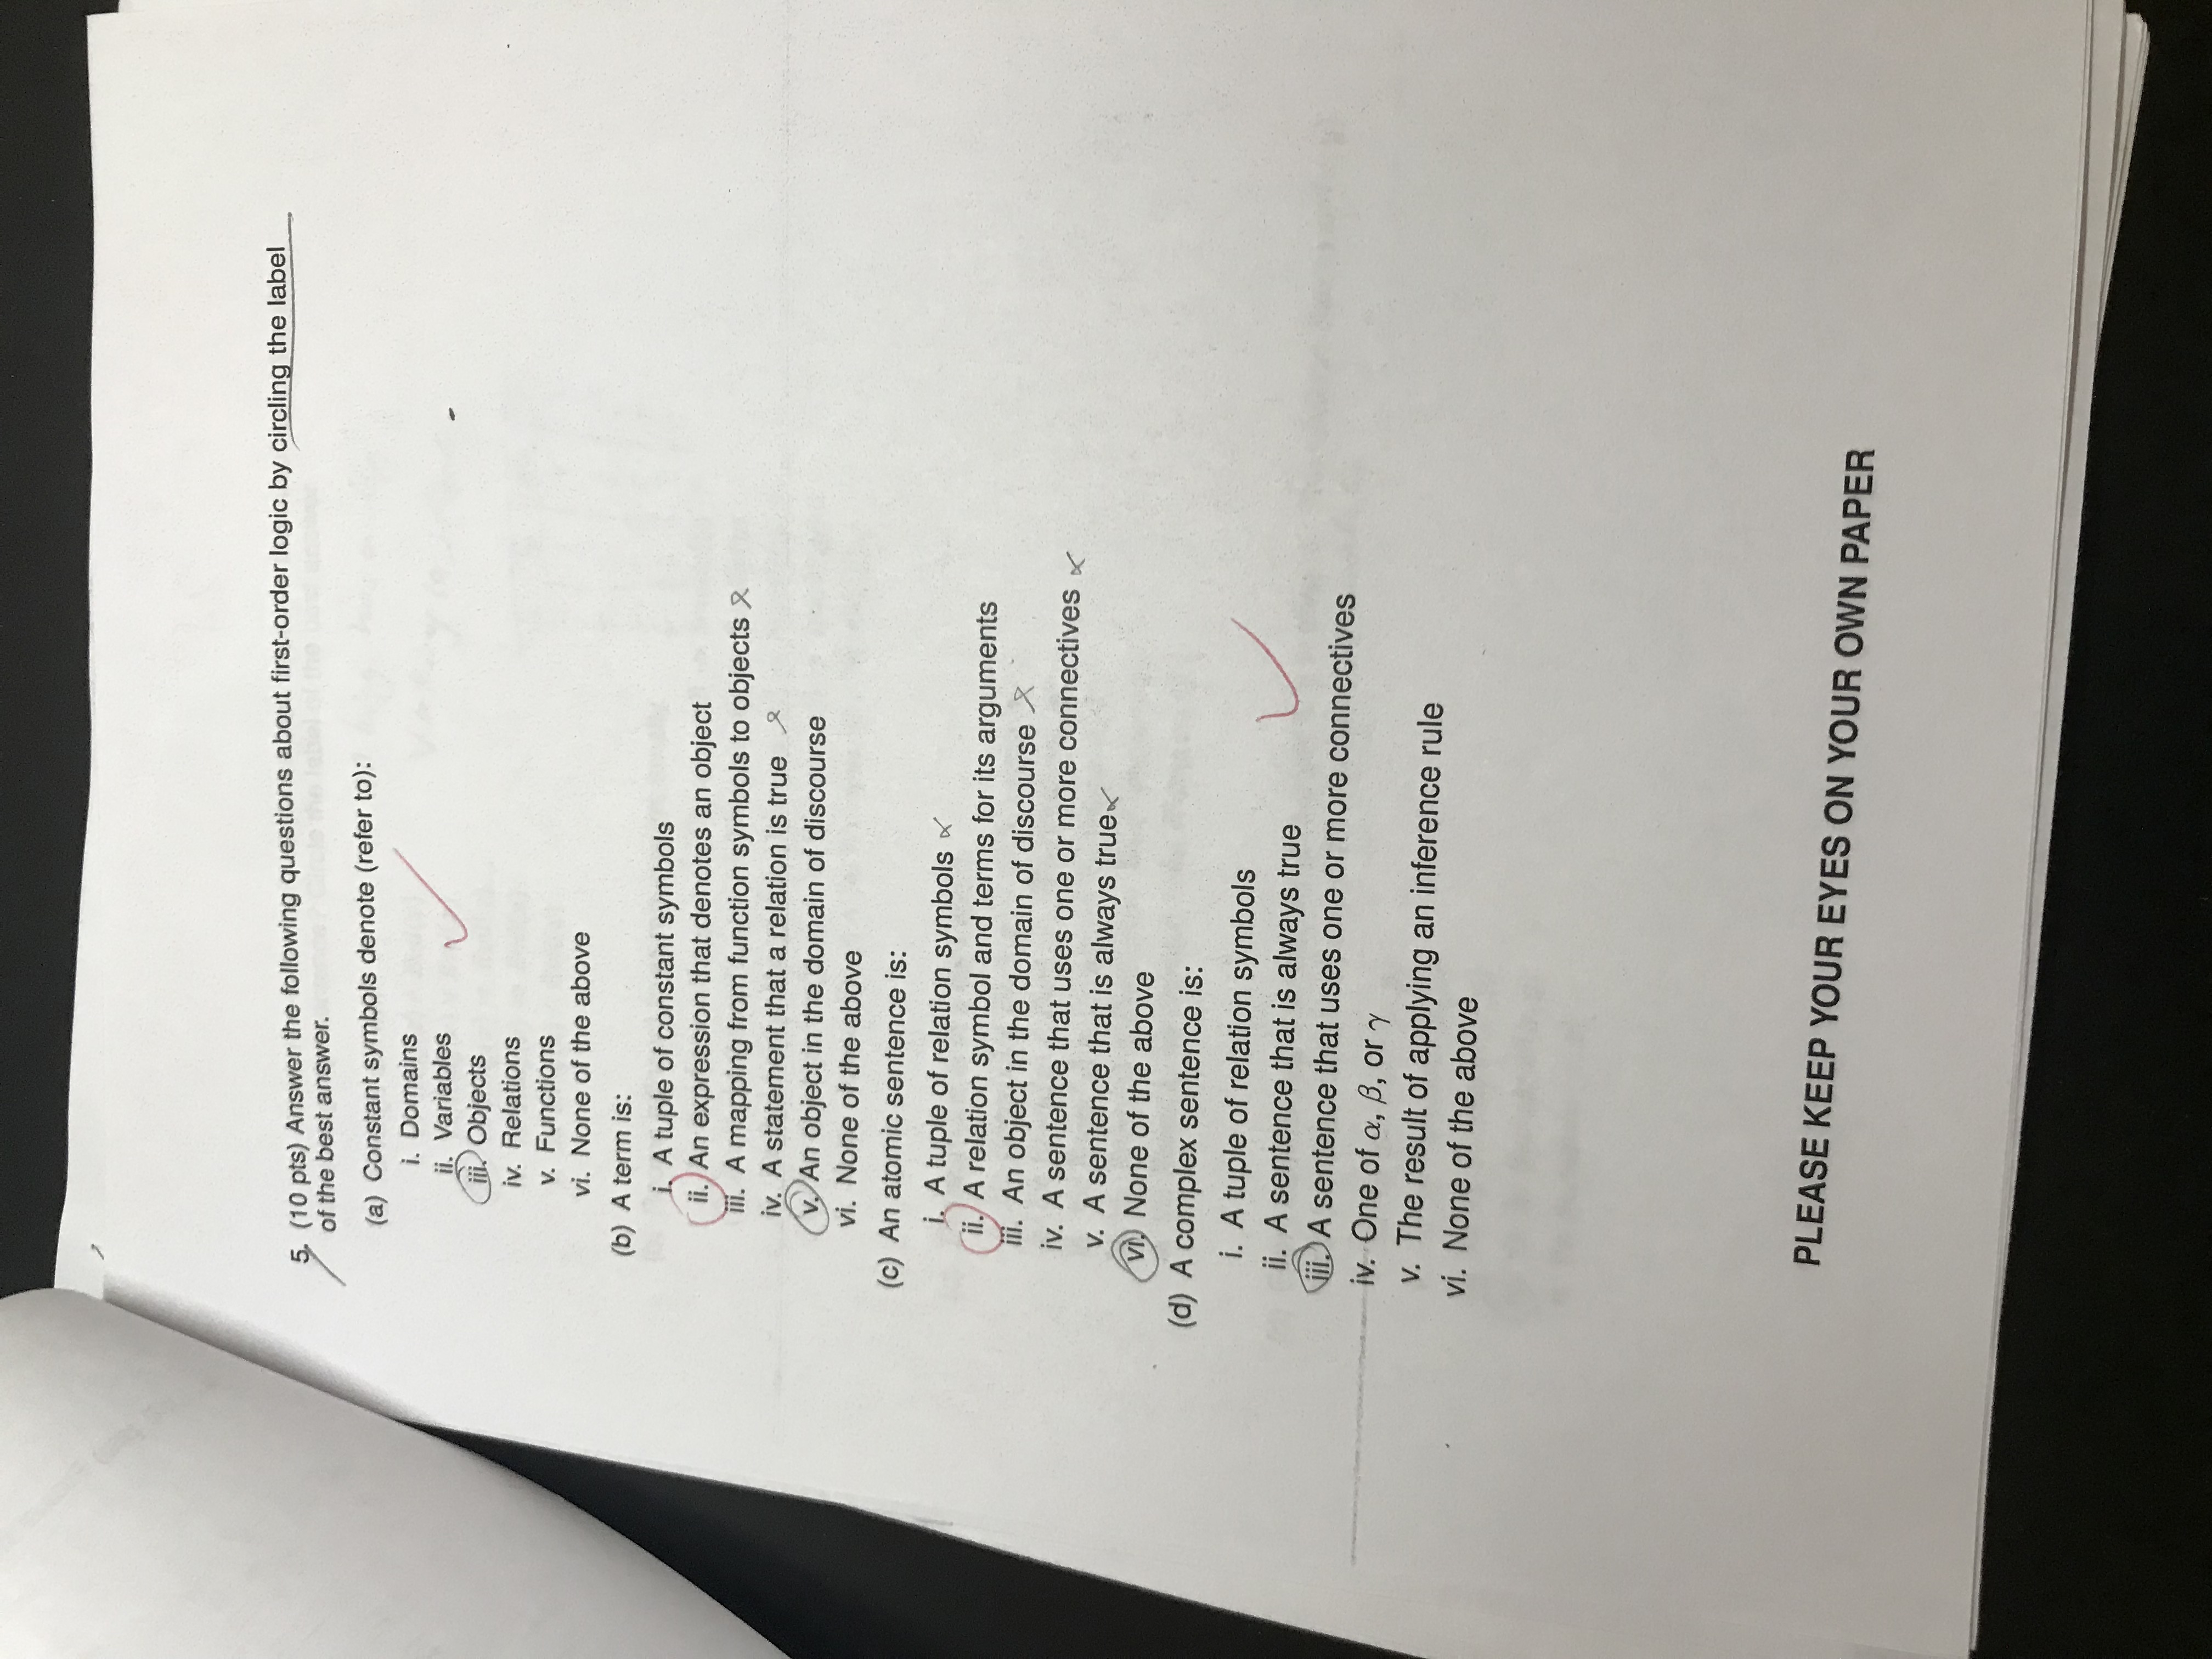 5. (10 pts) Answer the following questions about first-order logic by circling the label
of the best answer.
(a) Constant symbols denote (refer to):
i. Domains
ii. Variables
iii. Objects
iv. Relations
v. Functions
vi. None of the above
(b) A term is:
i. A tuple of constant symbols
ii. An expression that denotes an object
iii. A mapping from function symbols to objects
iv. A statement that a relation is true
v. An object in the domain of discourse
vi. None of the above
(c) An atomic sentence is:
i. A tuple of relation symbols
ii. A relation symbol and terms for its arguments
iii. An object in the domain of discourse
iv. A sentence that uses one or more connectives
v. A sentence that is always true
vi. None of the above
(d) A complex sentence is:
i. A tuple of relation symbols
ii. A sentence that is always true
iii. A sentence that uses one or more connectives
iv. One of α, β, or γ
v. The result of applying an inference rule
vi. None of the above
PLEASE KEEP YOUR EYES ON YOUR OWN PAPER